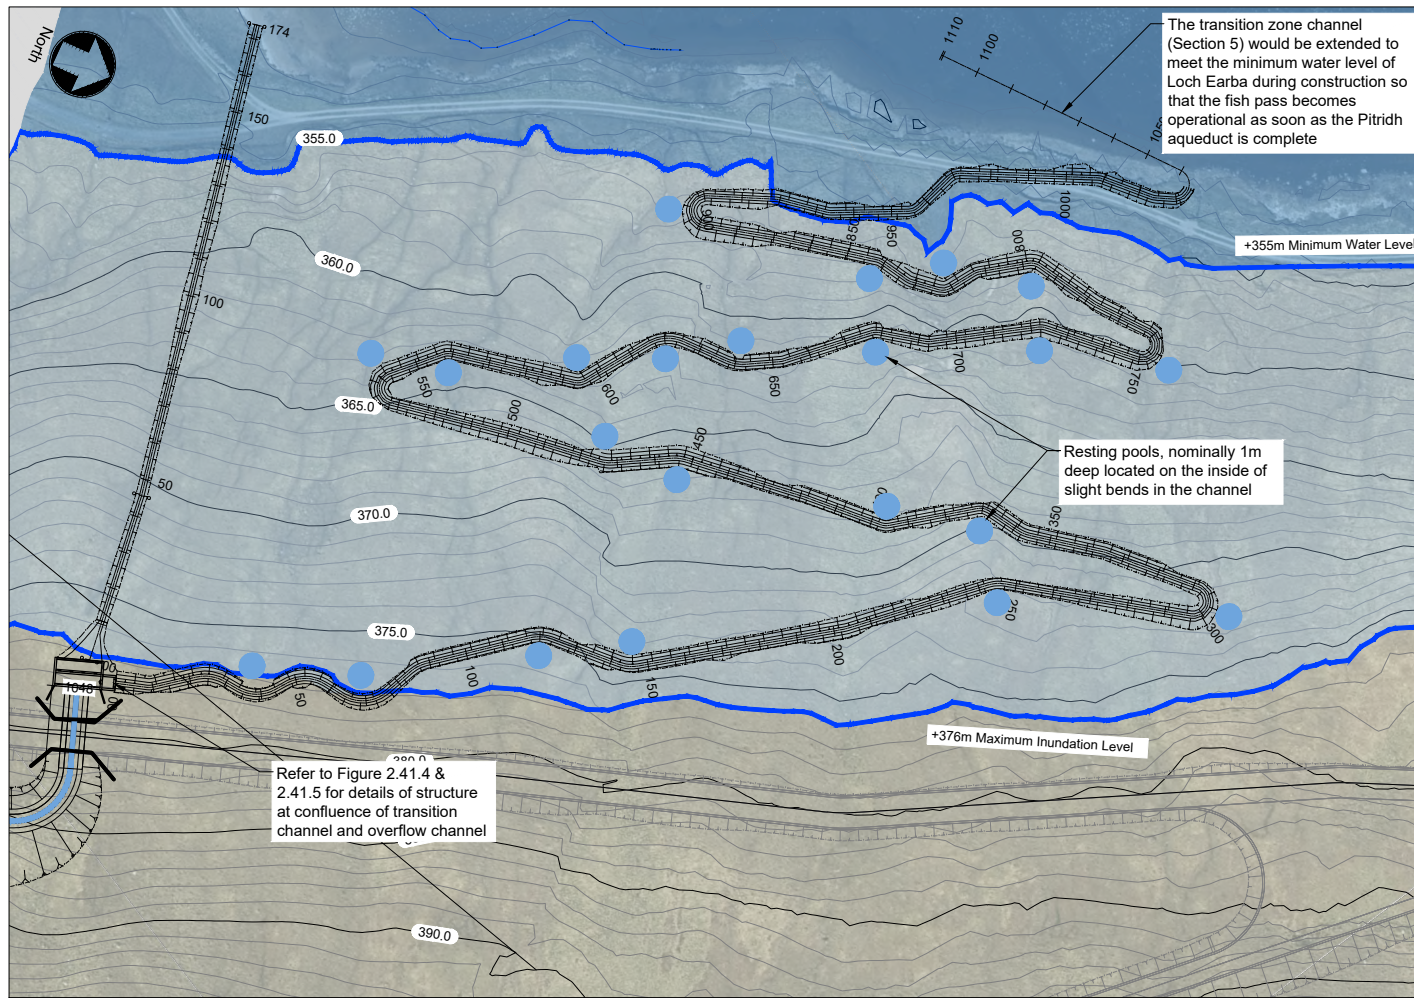 North
174
150
100
50
355.0
360.0
365.0
370.0
375.0
390.0
1110
1100
The transition zone channel
(Section 5) would be extended to
meet the minimum water level of
Loch Earba during construction so
that the fish pass becomes
operational as soon as the Pitridh
aqueduct is complete
1000
950
900
850
800
+355m Minimum Water Level
750
700
650
600
550
500
450
350
300
250
200
150
100
50
Resting pools, nominally 1m
deep located on the inside of
slight bends in the channel
1048
+376m Maximum Inundation Level
380.0
Refer to Figure 2.41.4 &
2.41.5 for details of structure
at confluence of transition
channel and overflow channel